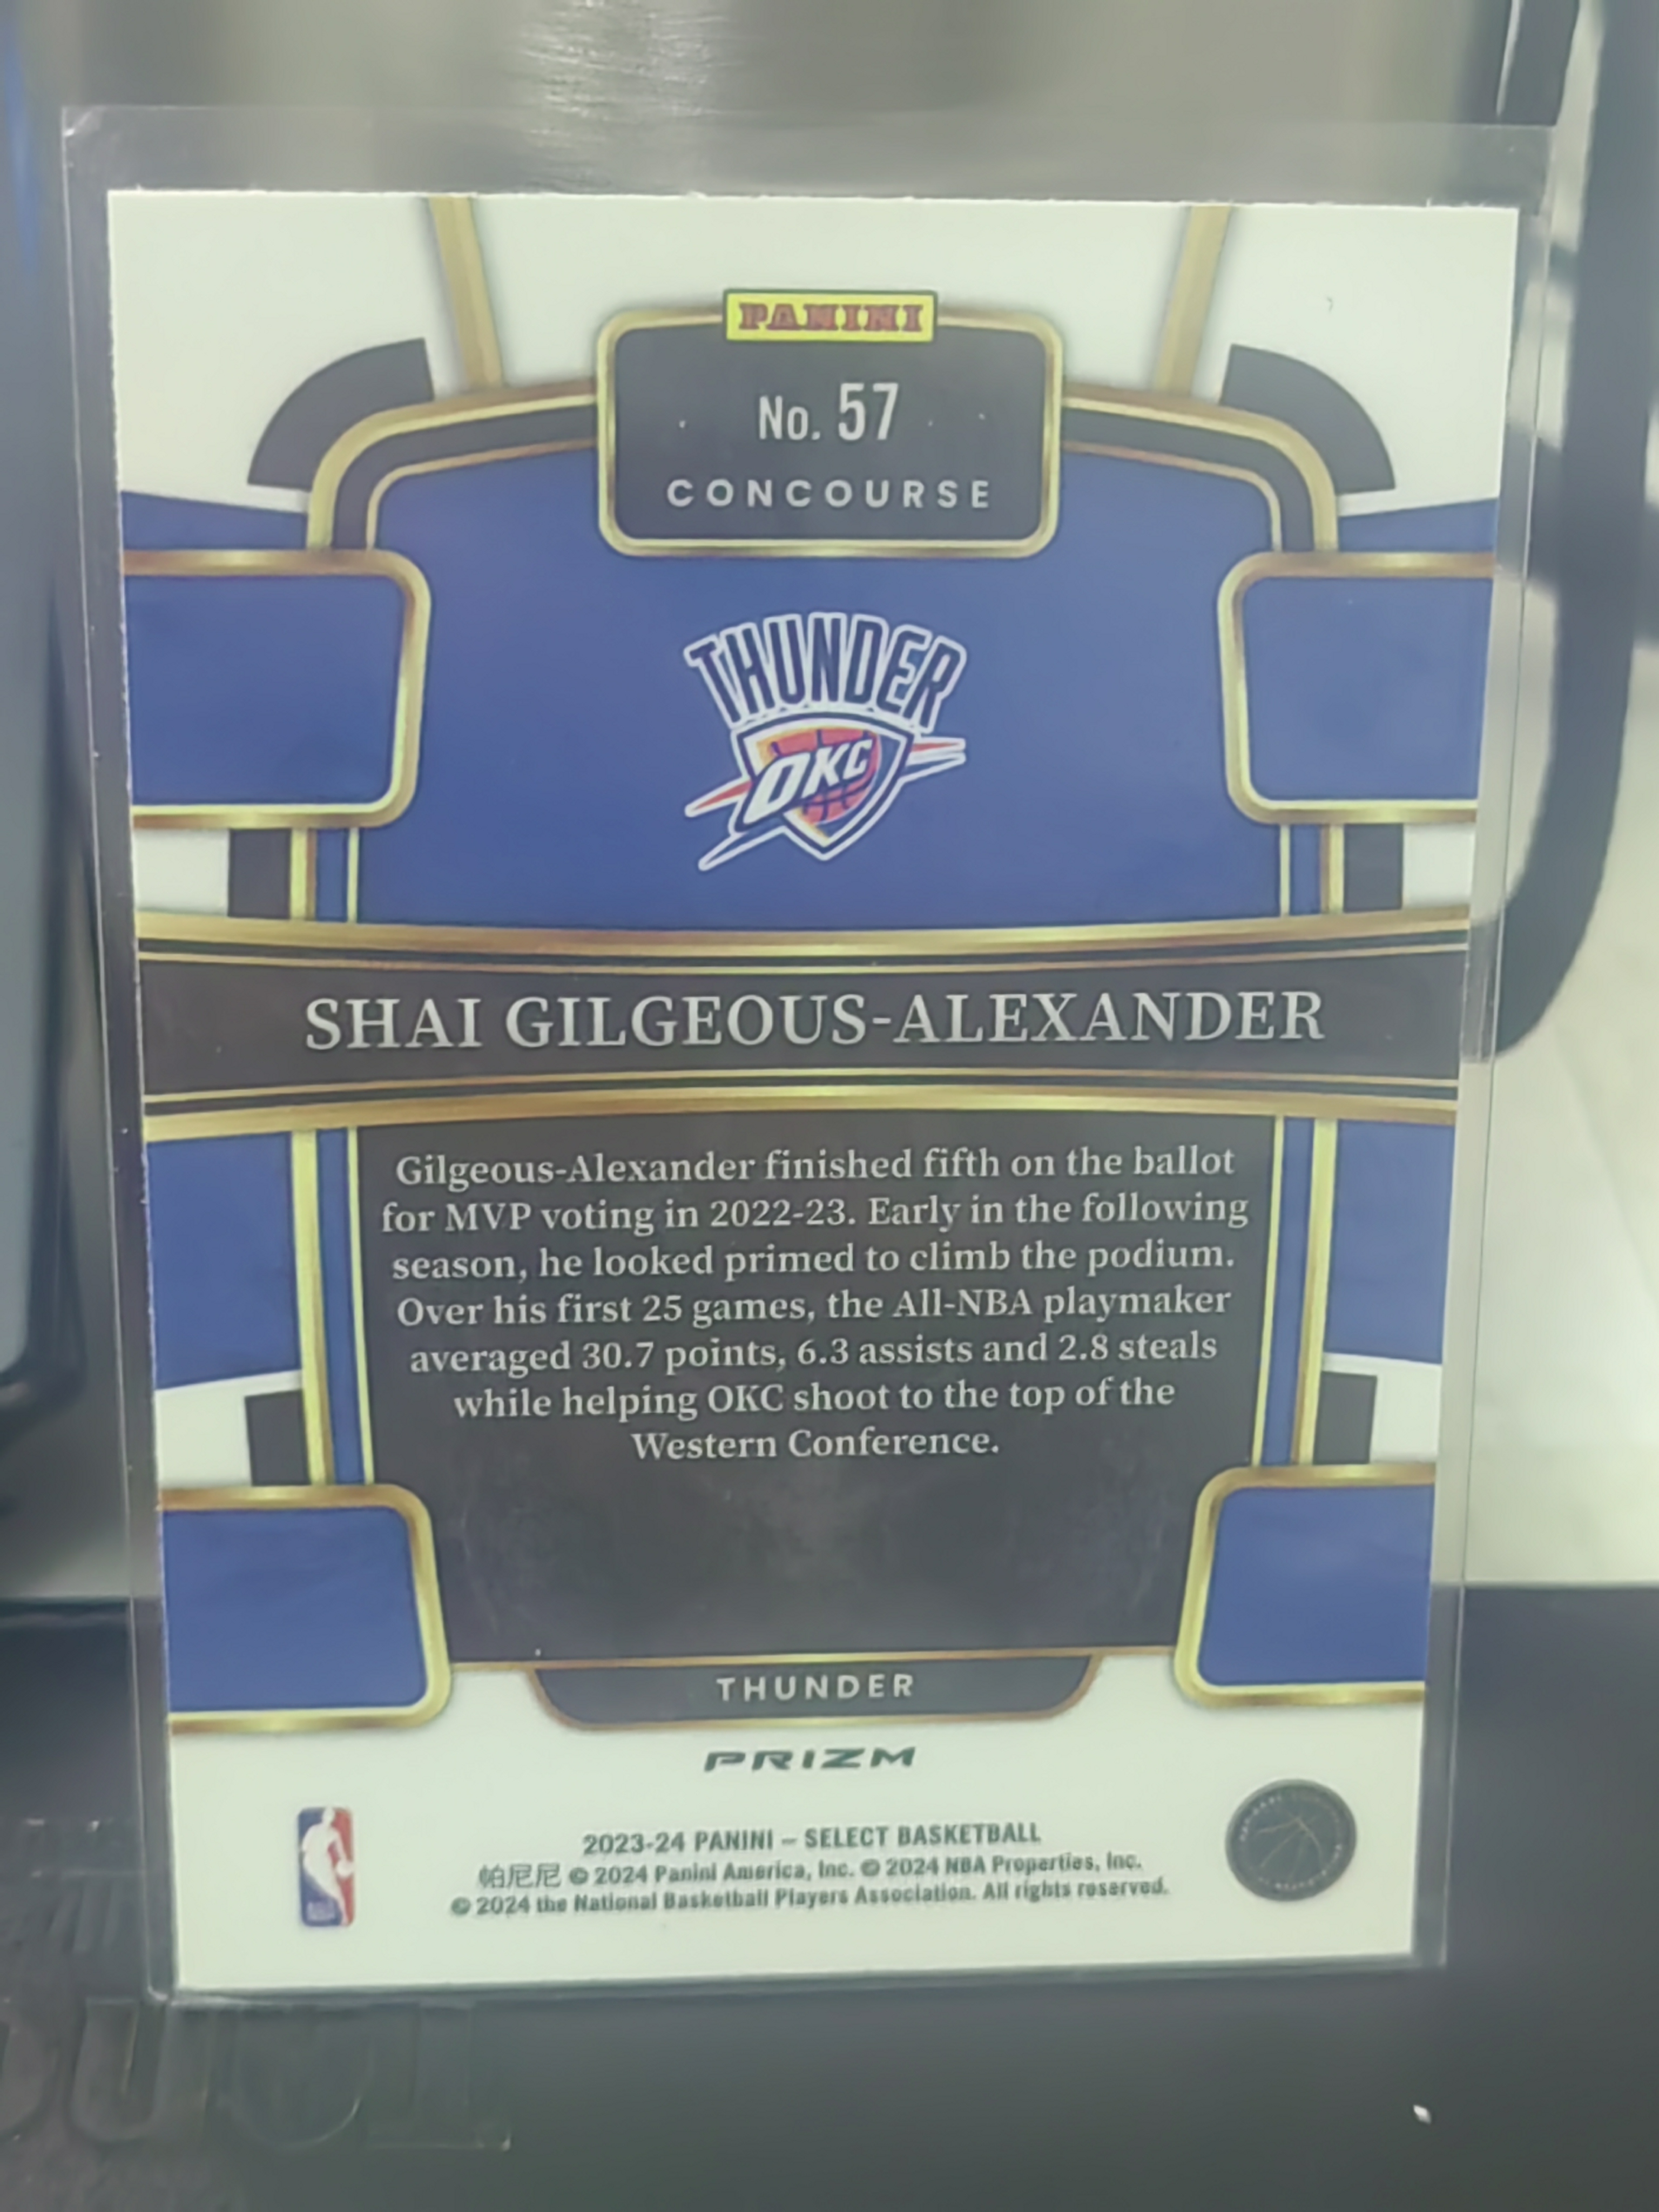 PANINI
No. 57
CONCOURSE
THUNDER
OKC
SHAI GILGEOUS-ALEXANDER
Gilgeous-Alexander finished fifth on the ballot
for MVP voting in 2022-23. Early in the following
season, he looked primed to climb the podium.
Over his first 25 games, the All-NBA playmaker
averaged 30.7 points, 6.3 assists and 2.8 steals
while helping OKC shoot to the top of the
Western Conference.
THUNDER
PRIZM
2023-24 PANINI – SELECT BASKETBALL
帕尼尼 © 2024 Panini America, Inc. © 2024 NBA Properties, Inc.
© 2024 the National Basketball Players Association. All rights reserved.